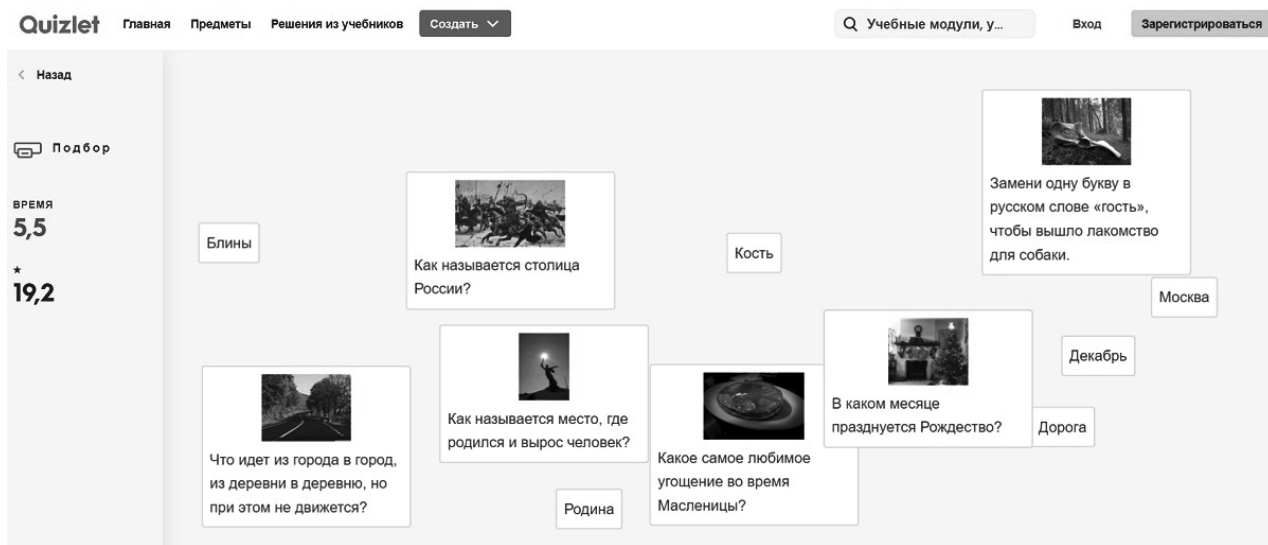 Quizlet Главная Предметы Решения из учебников Создать Учебные модули, у... Вход Зарегистрироваться
Назад
Подбор
ВРЕМЯ
5,5
19,2
Блины
Как называется столица
России?
Кость
Замени одну букву в
русском слове «гость»,
чтобы вышло лакомство
для собаки.
Москва
Декабрь
Что идет из города в город,
из деревни в деревню, но
при этом не движется?
Как называется место, где
родился и вырос человек?
Родина
Какое самое любимое
угощение во время
Масленицы?
В каком месяце
празднуется Рождество?
Дорога